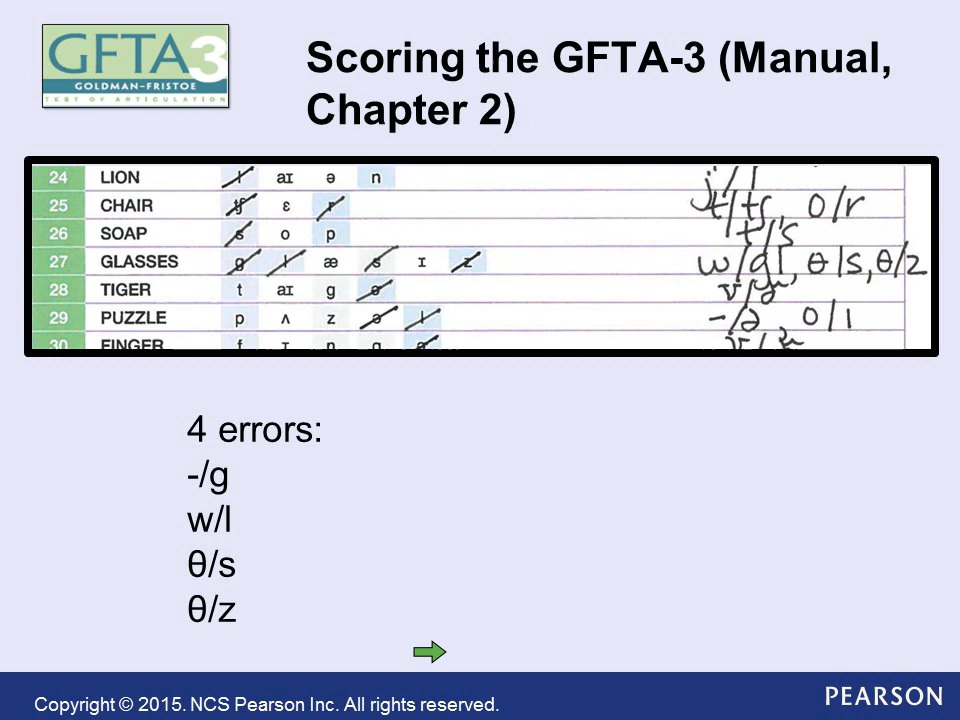 GFTA3
GOLDMAN-FRISTOE
TEST OF ARTICULATION
Scoring the GFTA-3 (Manual,
Chapter 2)
24 LION l aɪ ə n j/l
25 CHAIR ʧ ɛ r t/tʃ, O/r
26 SOAP s o p t/s
27 GLASSES g l æ s ɪ z w/gl, θ/s, θ/z
28 TIGER t aɪ g ɚ
29 PUZZLE p ʌ z ə l -/ə, O/l
30 FINGER f ɪ n g ɚ
4 errors:
-/g
w/l
θ/s
θ/z
Copyright © 2015. NCS Pearson Inc. All rights reserved.
PEARSON